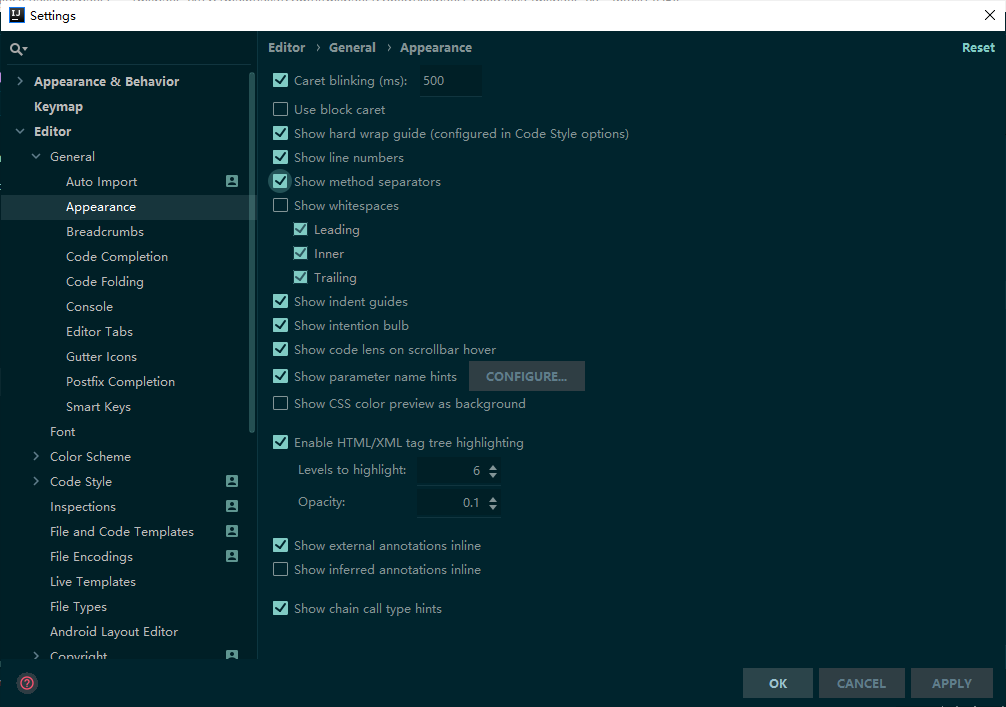 IJ
Settings
Editor › General › Appearance
Reset
Appearance & Behavior
Keymap
Editor
General
Auto Import
Appearance
Breadcrumbs
Code Completion
Code Folding
Console
Editor Tabs
Gutter Icons
Postfix Completion
Smart Keys
Font
Color Scheme
Code Style
Inspections
File and Code Templates
File Encodings
Live Templates
File Types
Android Layout Editor
Copyright
Caret blinking (ms): 500
Use block caret
Show hard wrap guide (configured in Code Style options)
Show line numbers
Show method separators
Show whitespaces
Leading
Inner
Trailing
Show indent guides
Show intention bulb
Show code lens on scrollbar hover
Show parameter name hints CONFIGURE...
Show CSS color preview as background
Enable HTML/XML tag tree highlighting
Levels to highlight: 6
Opacity: 0.1
Show external annotations inline
Show inferred annotations inline
Show chain call type hints
?
OK CANCEL APPLY